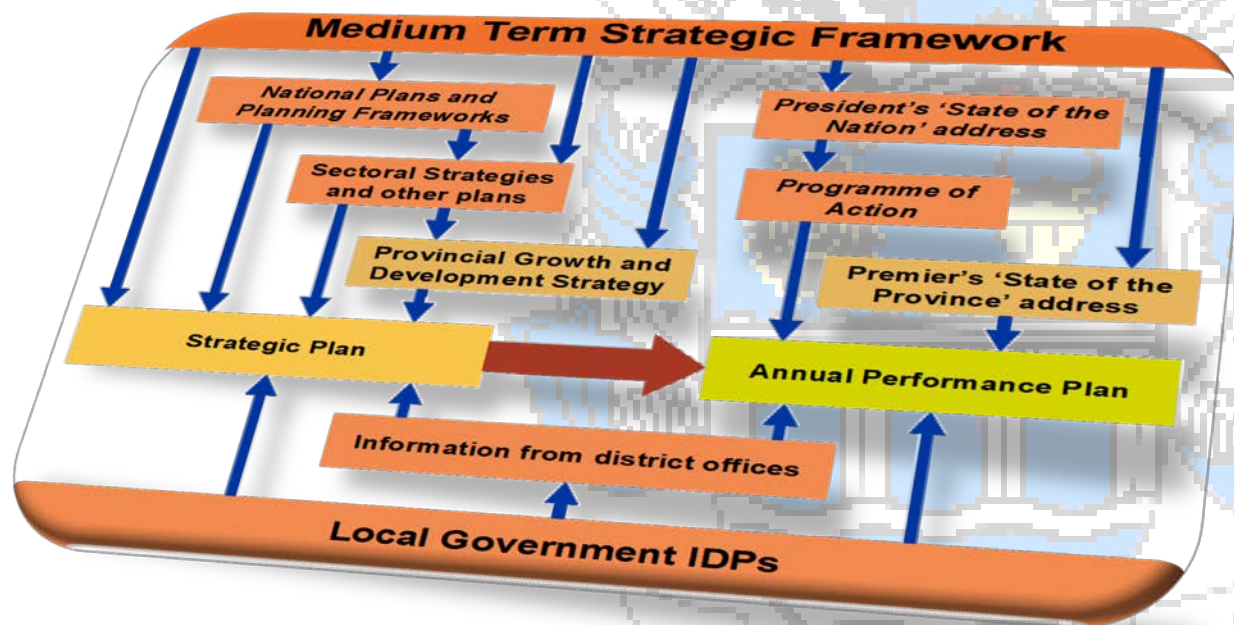 Medium Term Strategic Framework
National Plans and
Planning Frameworks
President's 'State of the
Nation' address
Sectoral Strategies
and other plans
Programme of
Action
Provincial Growth and
Development Strategy
Premier's 'State of the
Province' address
Strategic Plan
Annual Performance Plan
Information from district offices
Local Government IDPs